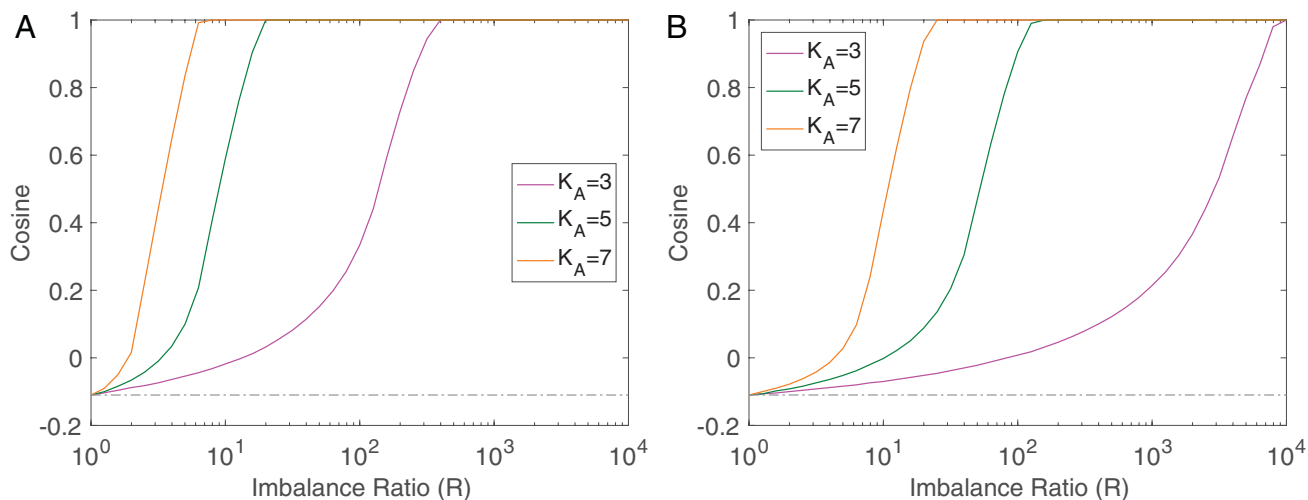 A
1
0.8
0.6
0.4
0.2
0
-0.2
Cosine
K_A=3
K_A=5
K_A=7
10^0
10^1
10^2
10^3
10^4
Imbalance Ratio (R)
B
1
0.8
0.6
0.4
0.2
0
-0.2
Cosine
K_A=3
K_A=5
K_A=7
10^0
10^1
10^2
10^3
10^4
Imbalance Ratio (R)